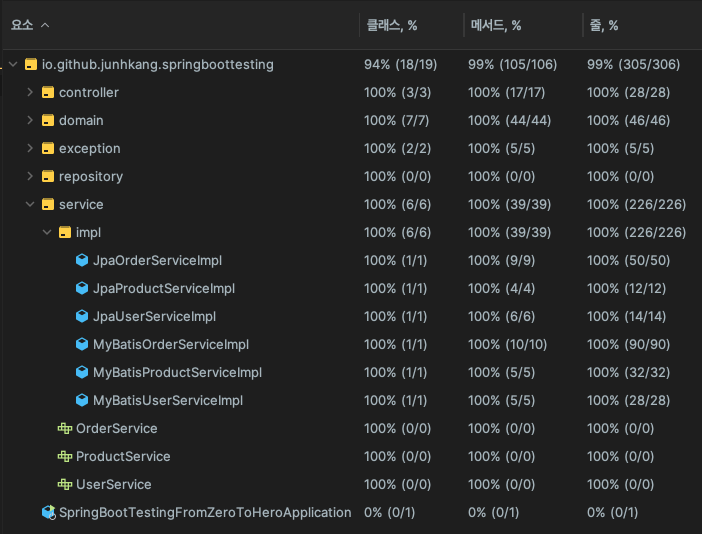 요소 클래스, % 메서드, % 줄, %
io.github.junhkang.springboottesting 94% (18/19) 99% (105/106) 99% (305/306)
controller 100% (3/3) 100% (17/17) 100% (28/28)
domain 100% (7/7) 100% (44/44) 100% (46/46)
exception 100% (2/2) 100% (5/5) 100% (5/5)
repository 100% (0/0) 100% (0/0) 100% (0/0)
service 100% (6/6) 100% (39/39) 100% (226/226)
impl 100% (6/6) 100% (39/39) 100% (226/226)
JpaOrderServiceImpl 100% (1/1) 100% (9/9) 100% (50/50)
JpaProductServiceImpl 100% (1/1) 100% (4/4) 100% (12/12)
JpaUserServiceImpl 100% (1/1) 100% (6/6) 100% (14/14)
MyBatisOrderServiceImpl 100% (1/1) 100% (10/10) 100% (90/90)
MyBatisProductServiceImpl 100% (1/1) 100% (5/5) 100% (32/32)
MyBatisUserServiceImpl 100% (1/1) 100% (5/5) 100% (28/28)
OrderService 100% (0/0) 100% (0/0) 100% (0/0)
ProductService 100% (0/0) 100% (0/0) 100% (0/0)
UserService 100% (0/0) 100% (0/0) 100% (0/0)
SpringBootTestingFromZeroToHeroApplication 0% (0/1) 0% (0/1) 0% (0/1)